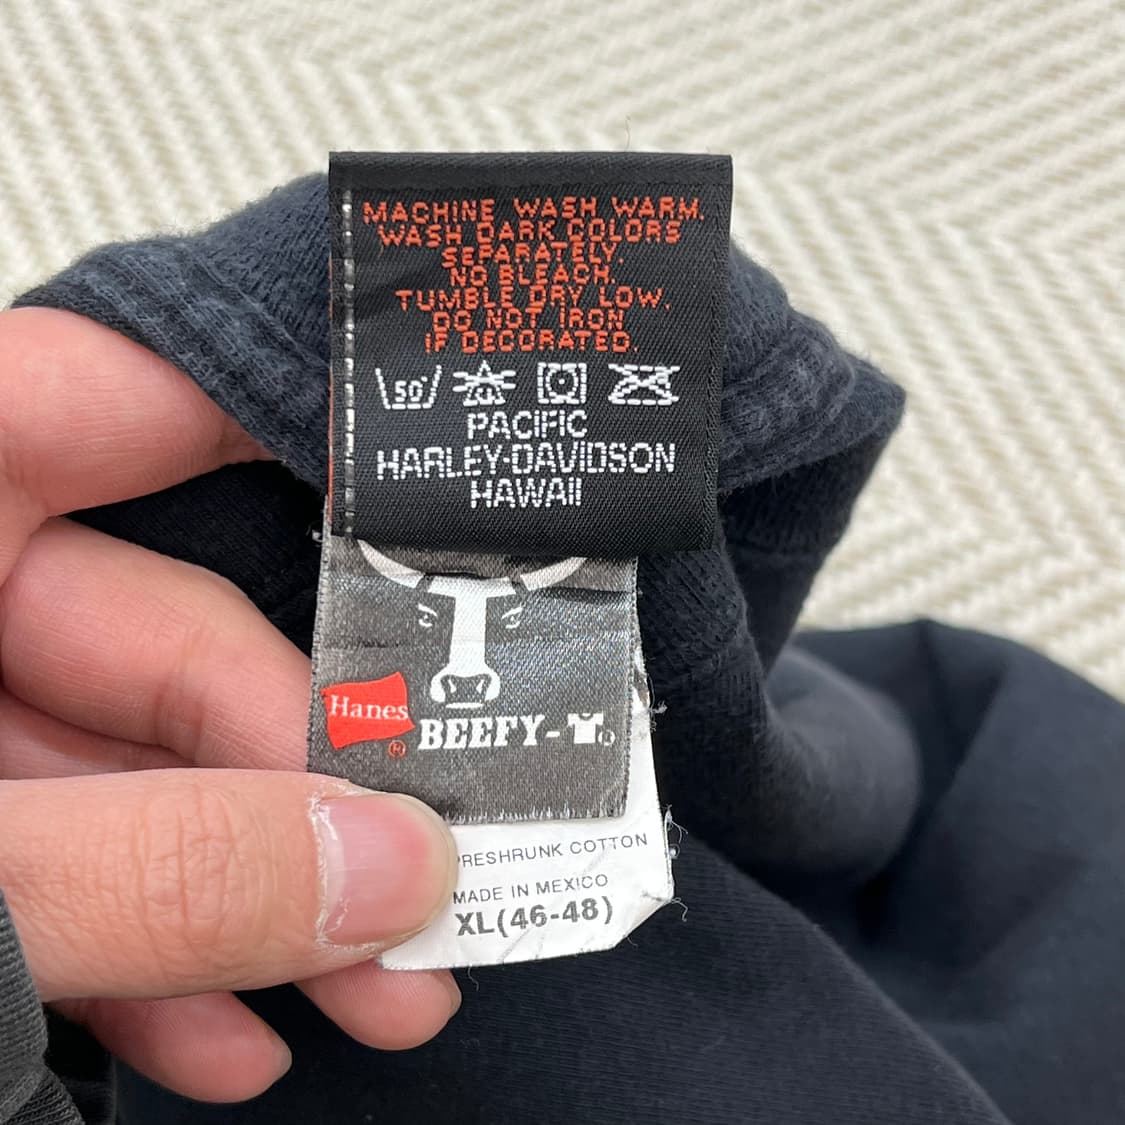 MACHINE WASH WARM.
WASH DARK COLORS
SEPARATELY.
NO BLEACH.
TUMBLE DRY LOW.
DO NOT IRON
IF DECORATED.
50°
PACIFIC
HARLEY-DAVIDSON
HAWAII
Hanes®
BEEFY-
RESHRUNK COTTON
MADE IN MEXICO
XL(46-48)